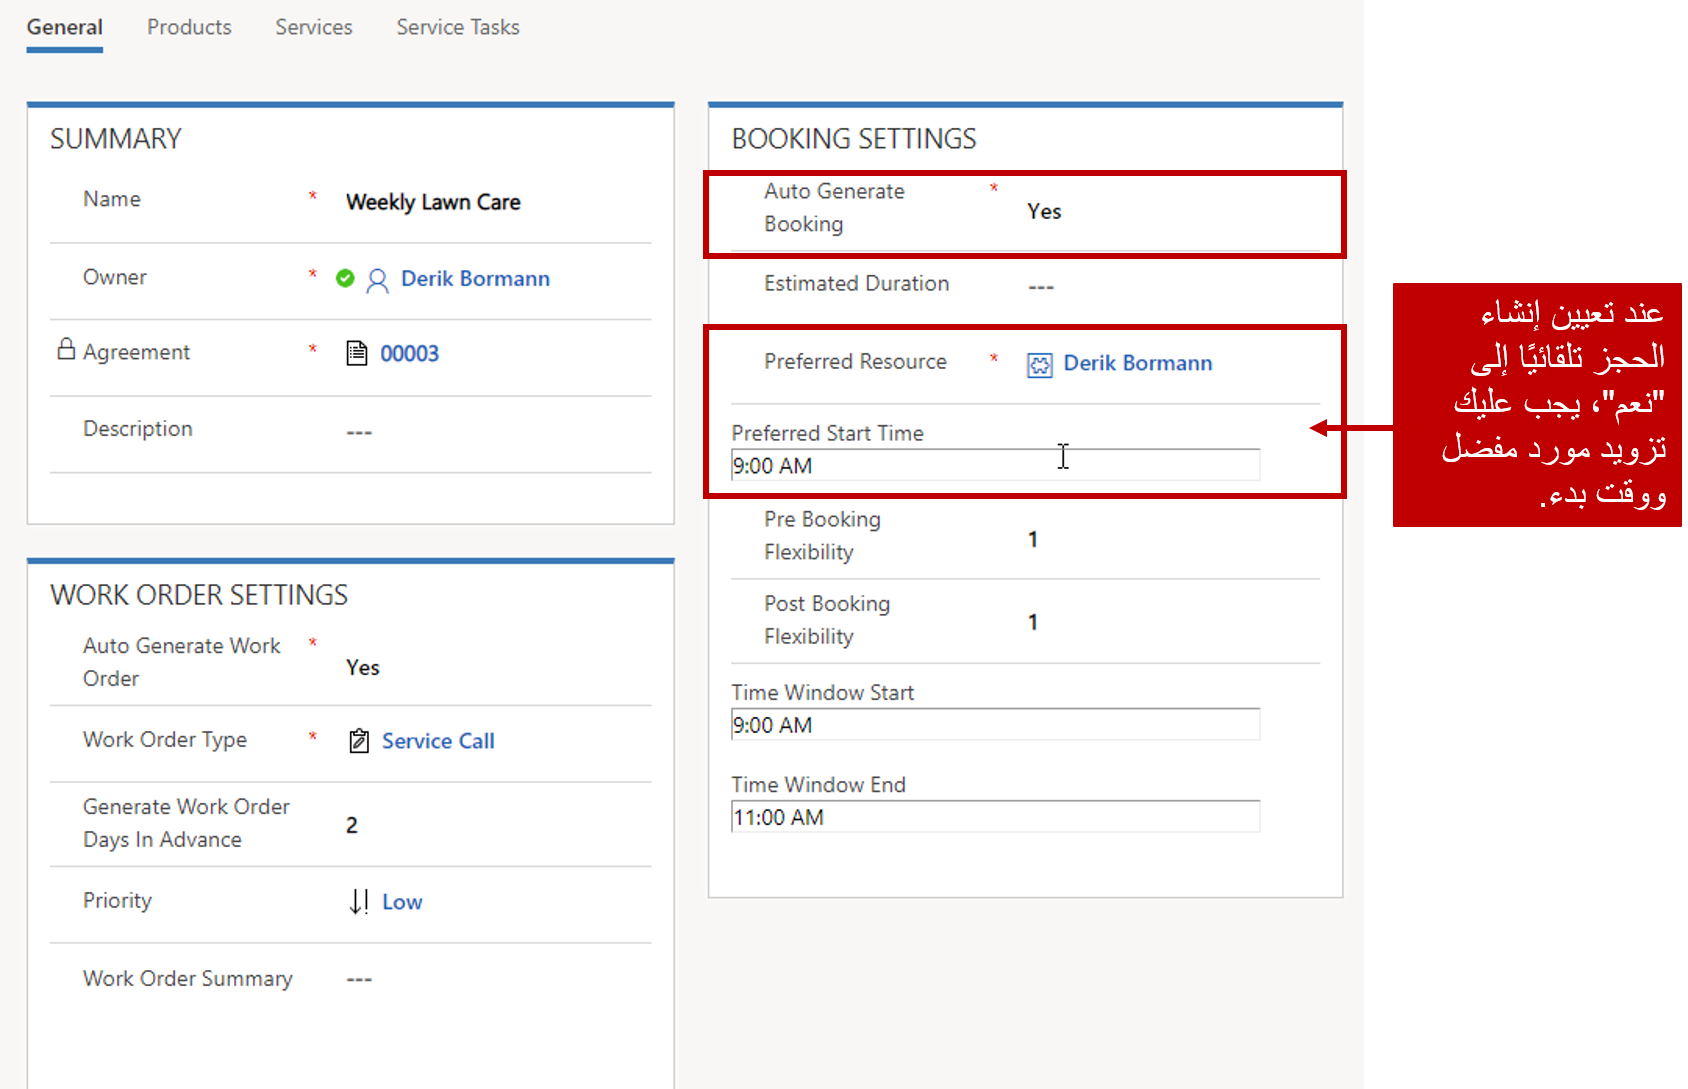 General Products Services Service Tasks
SUMMARY
Name * Weekly Lawn Care
Owner * Derik Bormann
Agreement * 00003
Description ---
WORK ORDER SETTINGS
Auto Generate Work
Order * Yes
Work Order Type * Service Call
Generate Work Order
Days In Advance 2
Priority Low
Work Order Summary ---
BOOKING SETTINGS
Auto Generate
Booking * Yes
Estimated Duration ---
Preferred Resource * Derik Bormann
Preferred Start Time
9:00 AM
Pre Booking
Flexibility 1
Post Booking
Flexibility 1
Time Window Start
9:00 AM
Time Window End
11:00 AM
عند تعيين إنشاء
الحجز تلقائيًا إلى
"نعم"، يجب عليك
تزويد مورد مفضل
ووقت بدء.